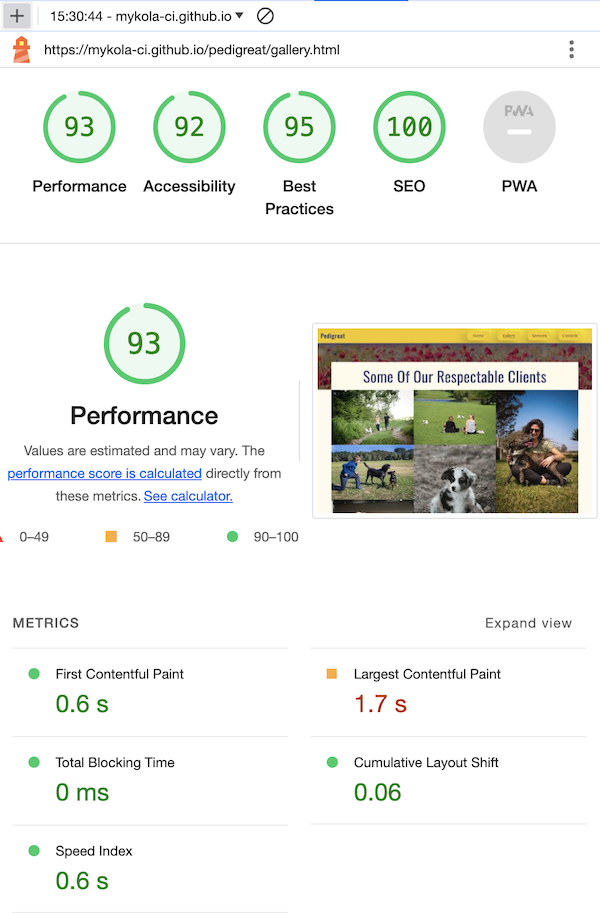 15:30:44 - mykola-ci.github.io
https://mykola-ci.github.io/pedigreat/gallery.html
93
92
95
100
PWA
Performance
Accessibility
Best
Practices
SEO
PWA
93
Performance
Values are estimated and may vary. The
performance score is calculated directly from
these metrics. See calculator.
0–49
50–89
90–100
Pedigreat
Home
Gallery
Services
Contacts
Some Of Our Respectable Clients
METRICS
Expand view
First Contentful Paint
0.6 s
Largest Contentful Paint
1.7 s
Total Blocking Time
0 ms
Cumulative Layout Shift
0.06
Speed Index
0.6 s